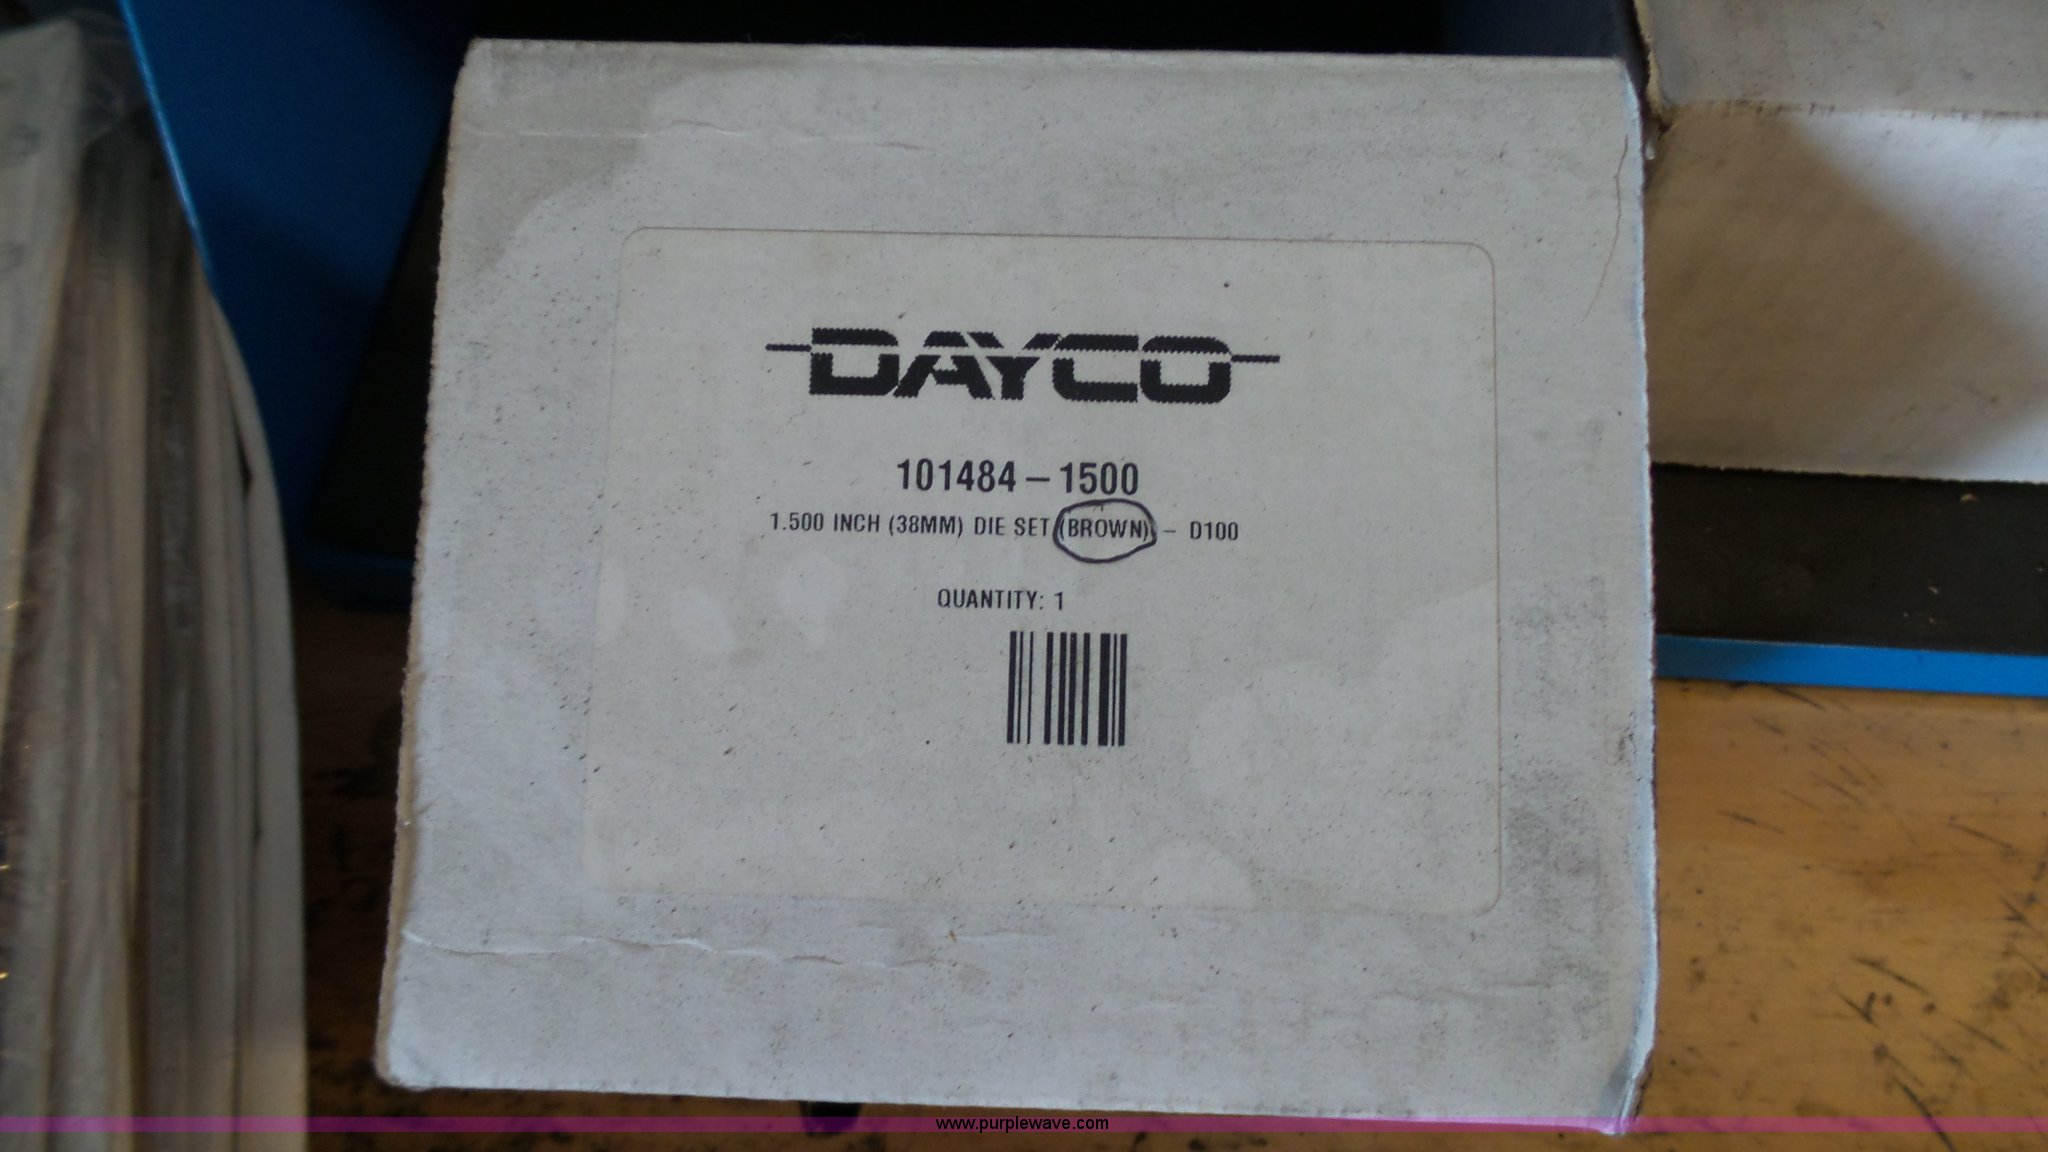 DAYCO
101484-1500
1.500 INCH (38MM) DIE SET (BROWN) - D100
QUANTITY: 1
www.purplewave.com